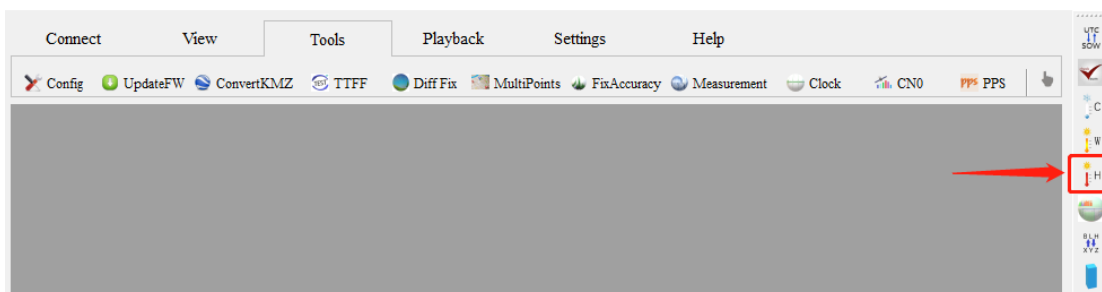 Connect View Tools Playback Settings Help
Config UpdateFW ConvertKMZ TEST TTFF Diff Fix MultiPoints FixAccuracy Measurement Clock CN0 PPS PPS
UTC
SOW
C
W
H
BLH
XYZ